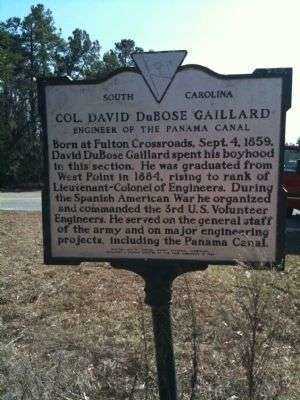 SOUTH CAROLINA
COL. DAVID DuBOSE GAILLARD
ENGINEER OF THE PANAMA CANAL
Born at Fulton Crossroads, Sept. 4, 1859,
David DuBose Gaillard spent his boyhood
in this section. He was graduated from
West Point in 1884, rising to rank of
Lieutenant-Colonel of Engineers. During
the Spanish American War he organized
and commanded the 3rd U.S. Volunteer
Engineers. He served on the general staff
of the army and on major engineering
projects, including the Panama Canal.